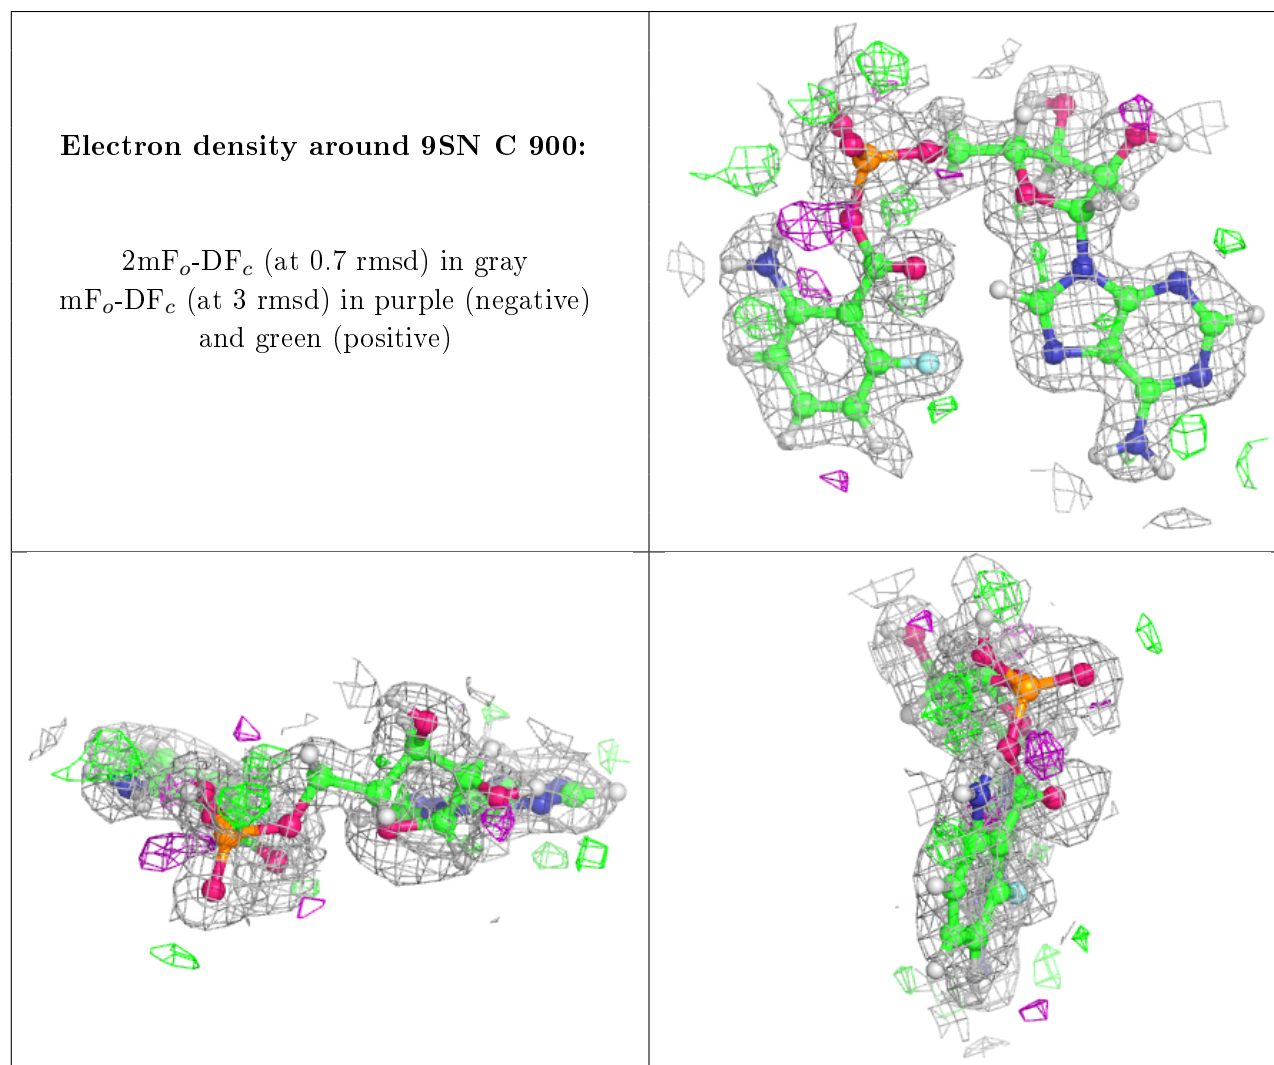 Electron density around 9SN C 900:
2mFₒ-DF𝒸 (at 0.7 rmsd) in gray
mFₒ-DF𝒸 (at 3 rmsd) in purple (negative)
and green (positive)